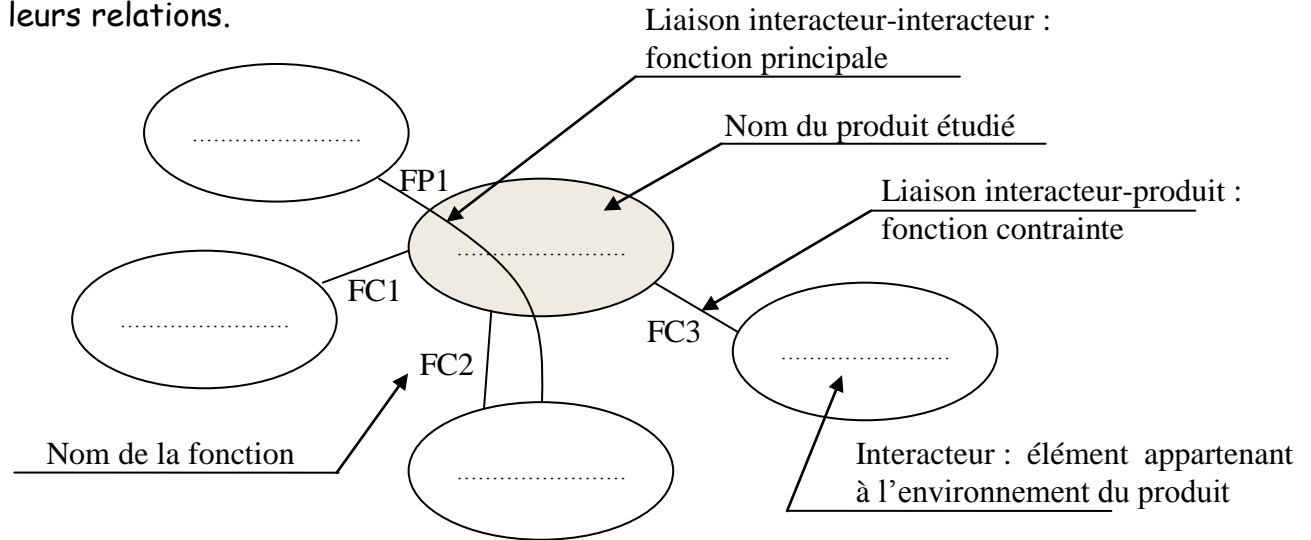 leurs relations.
Liaison interacteur-interacteur :
fonction principale
Nom du produit étudié
Liaison interacteur-produit :
fonction contrainte
.........................
FP1
.........................
FC1
.........................
FC2
FC3
.........................
.........................
Nom de la fonction
Interacteur : élément appartenant
à l’environnement du produit